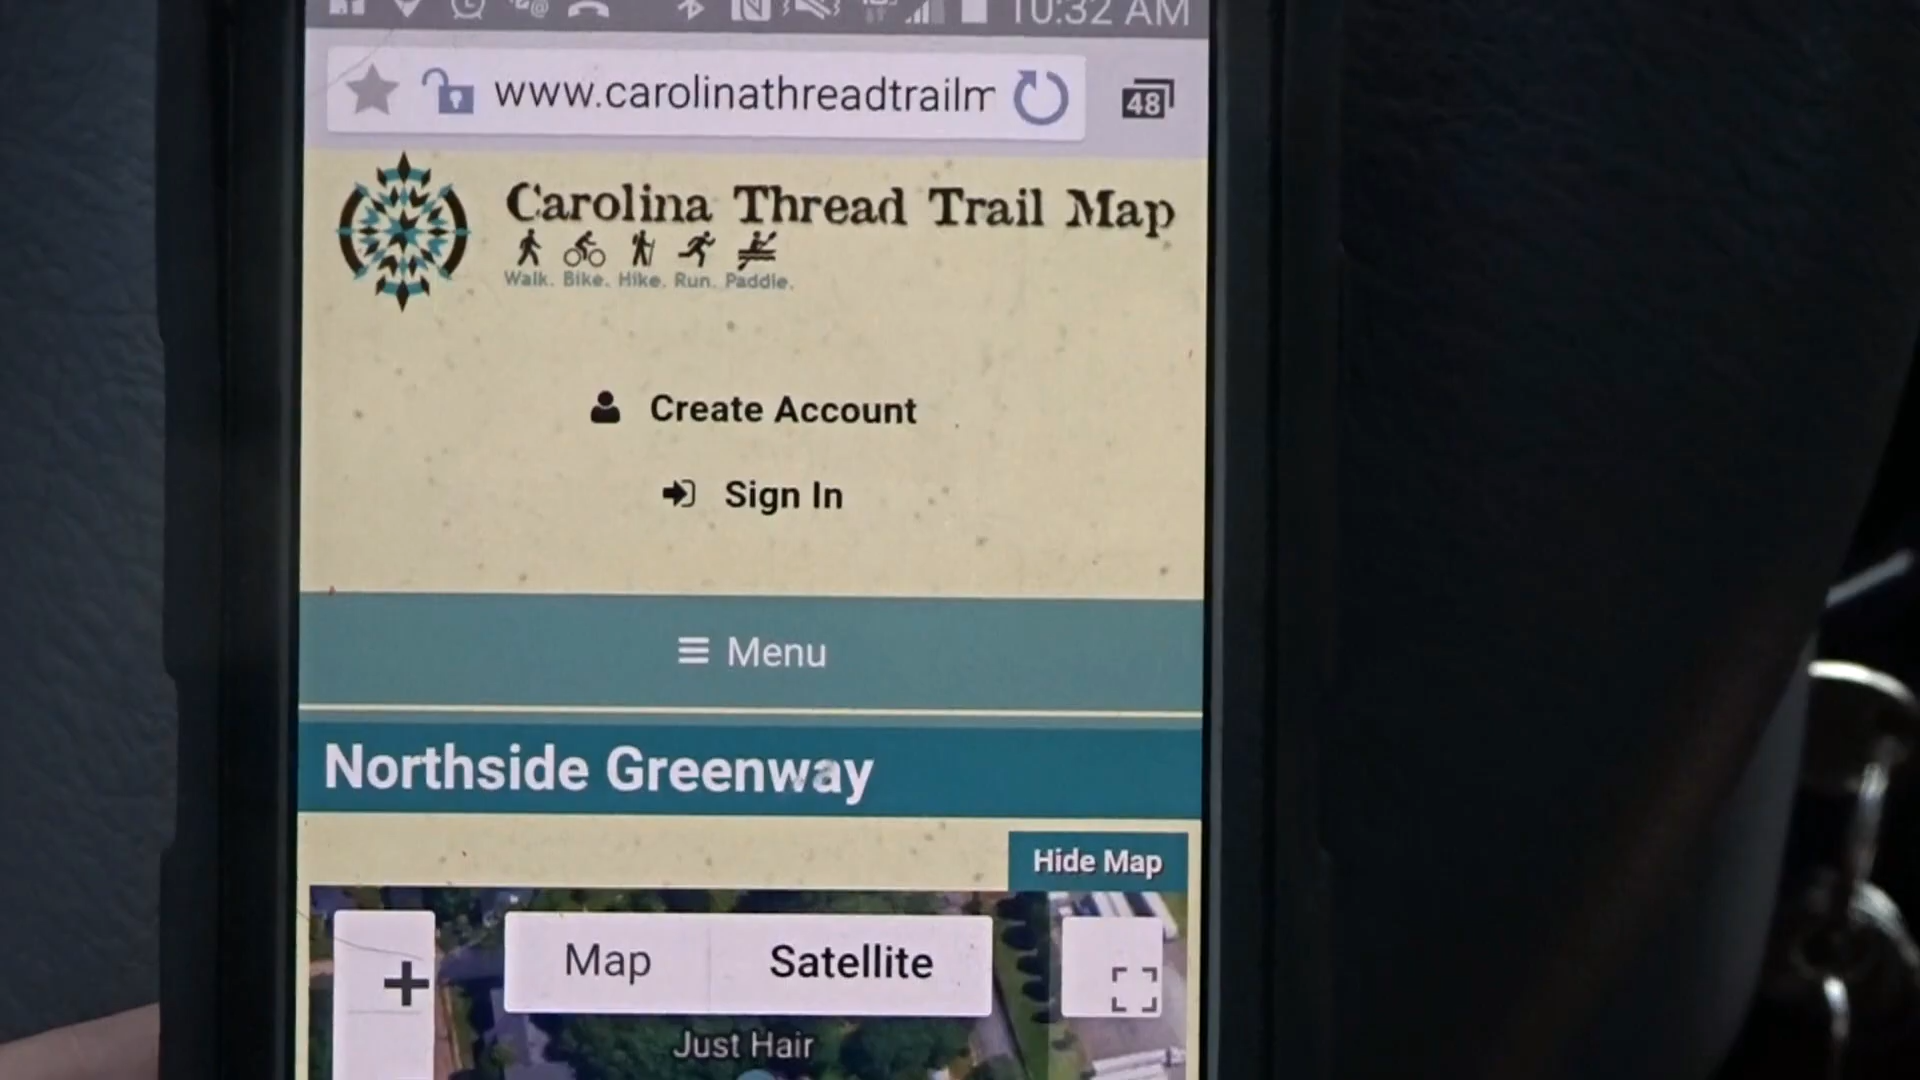 10:32 AM
www.carolinathreadtrailm
48
Carolina Thread Trail Map
Walk. Bike. Hike. Run. Paddle.
Create Account
Sign In
Menu
Northside Greenway
Hide Map
+
Map Satellite
Just Hair